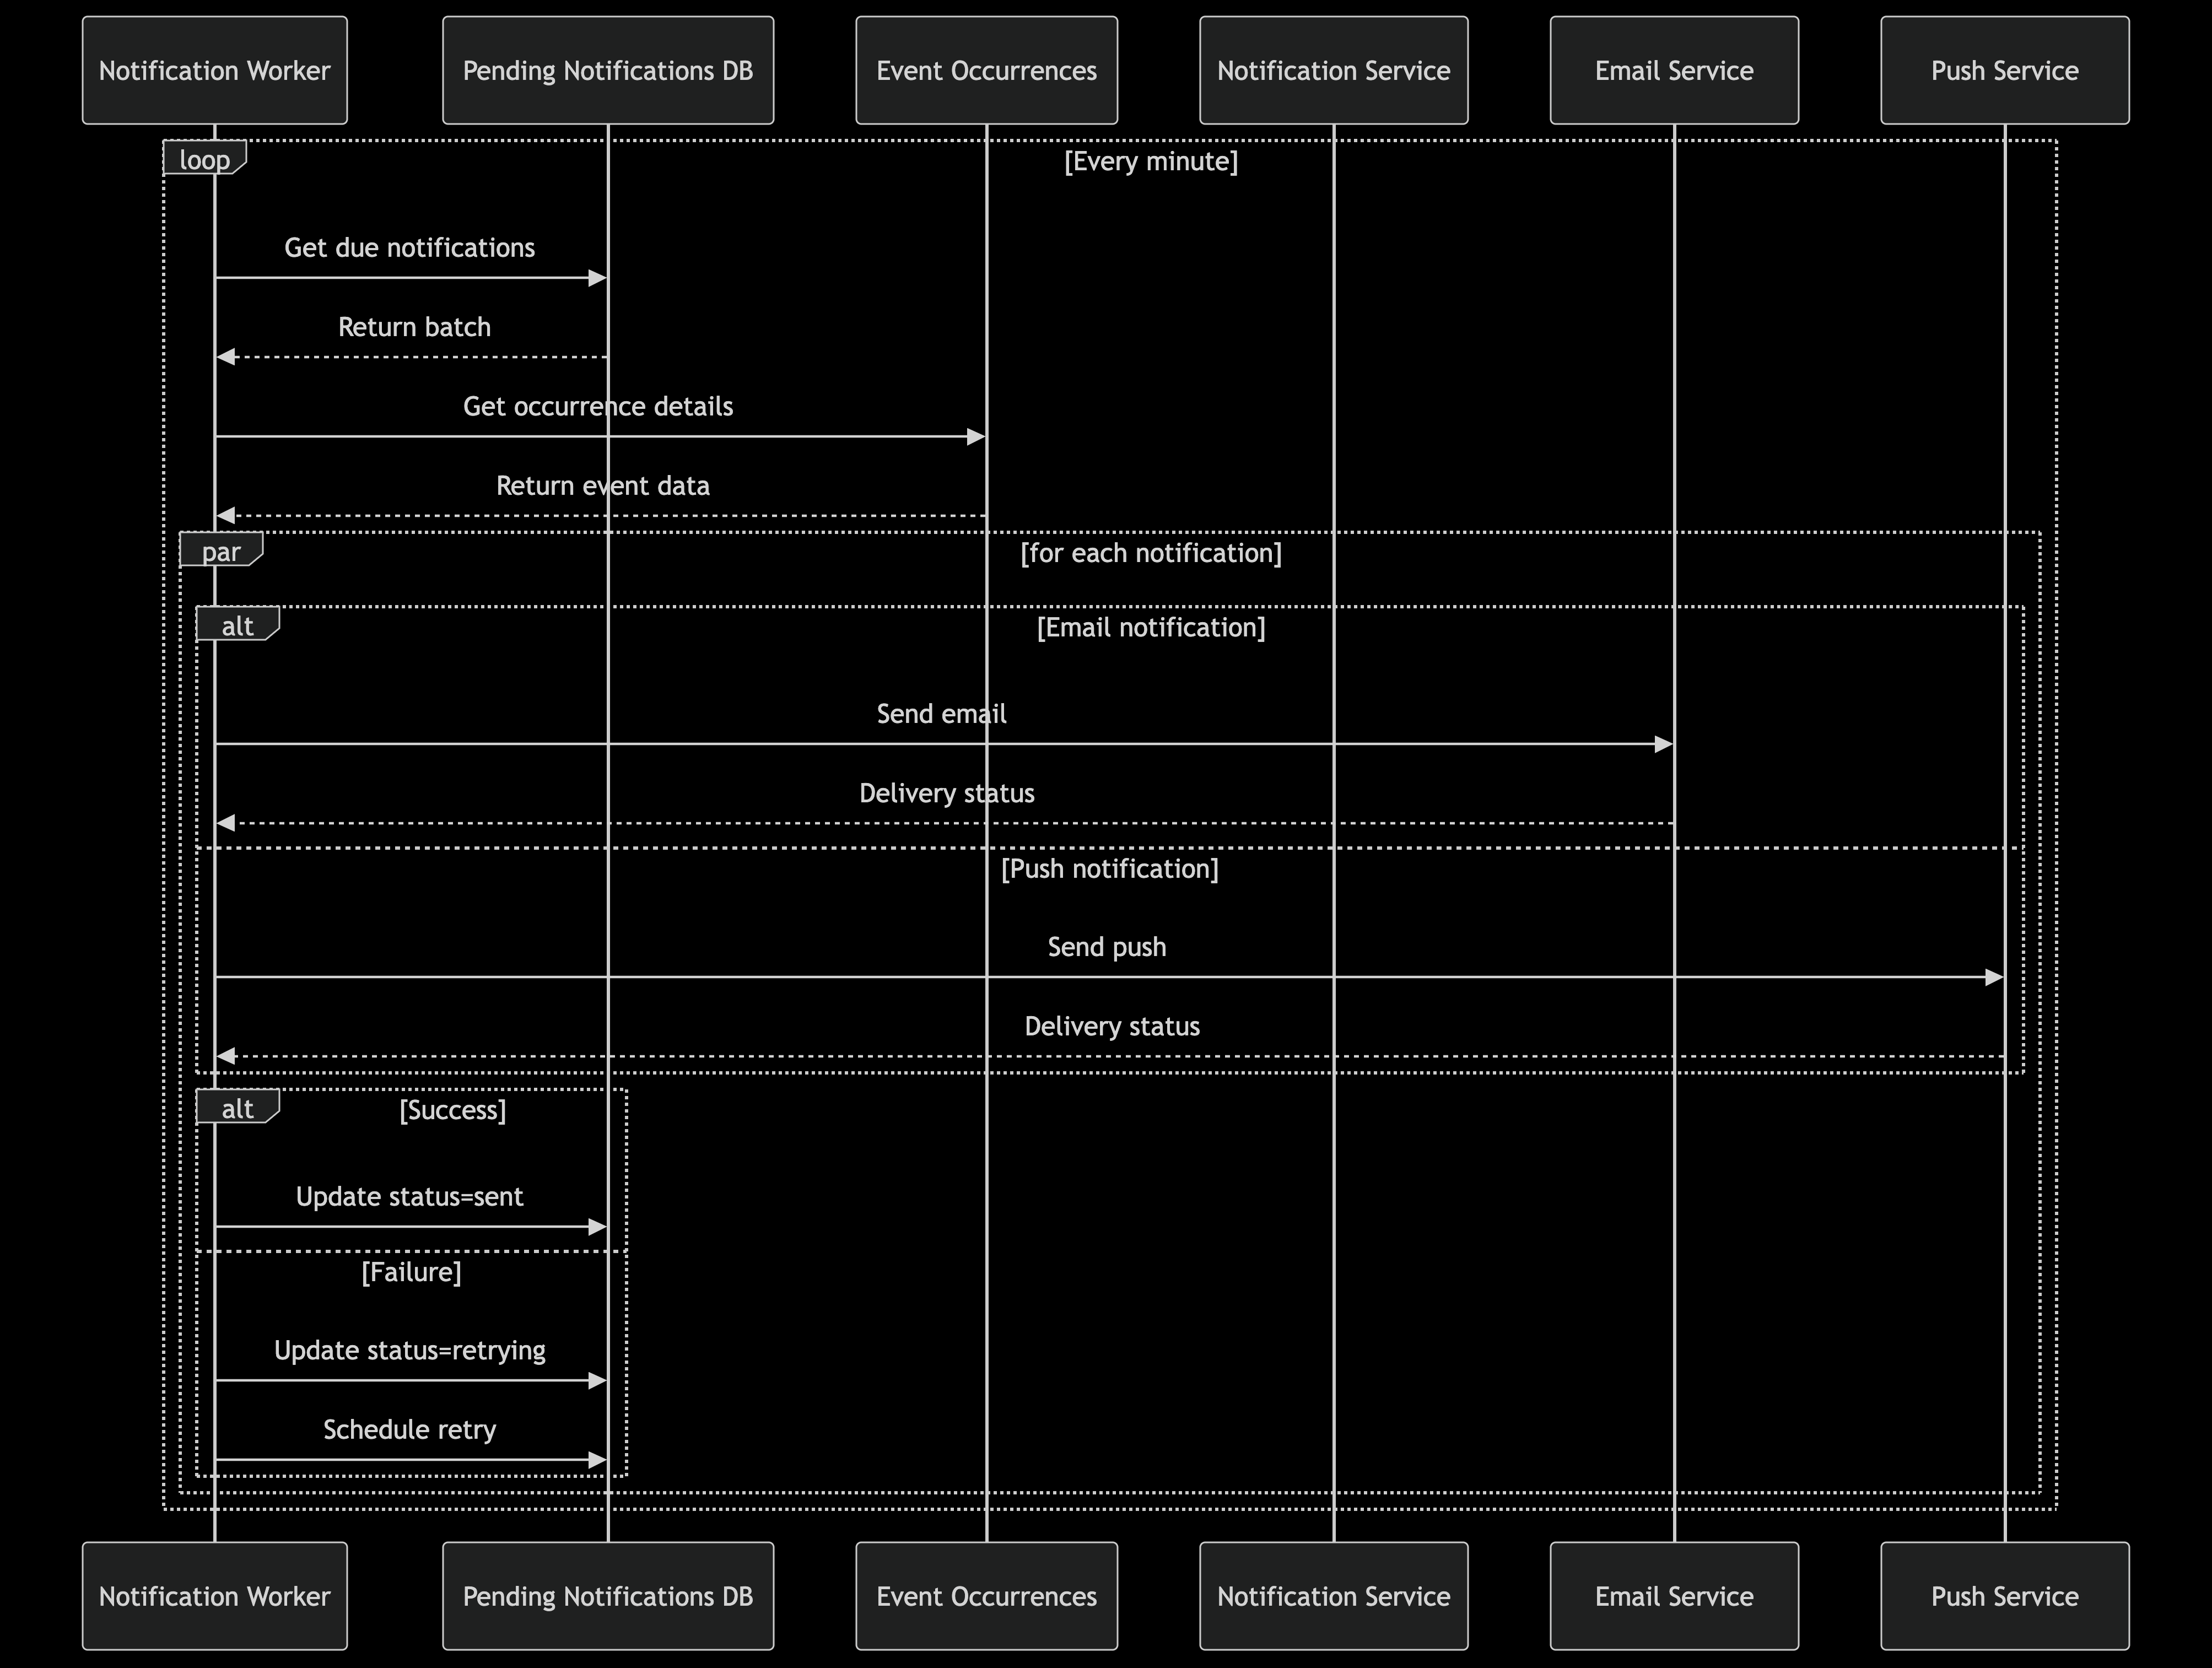 Notification Worker
Pending Notifications DB
Event Occurrences
Notification Service
Email Service
Push Service
loop
[Every minute]
Get due notifications
Return batch
Get occurrence details
Return event data
par
[for each notification]
alt
[Email notification]
Send email
Delivery status
[Push notification]
Send push
Delivery status
alt
[Success]
Update status=sent
[Failure]
Update status=retrying
Schedule retry
Notification Worker
Pending Notifications DB
Event Occurrences
Notification Service
Email Service
Push Service